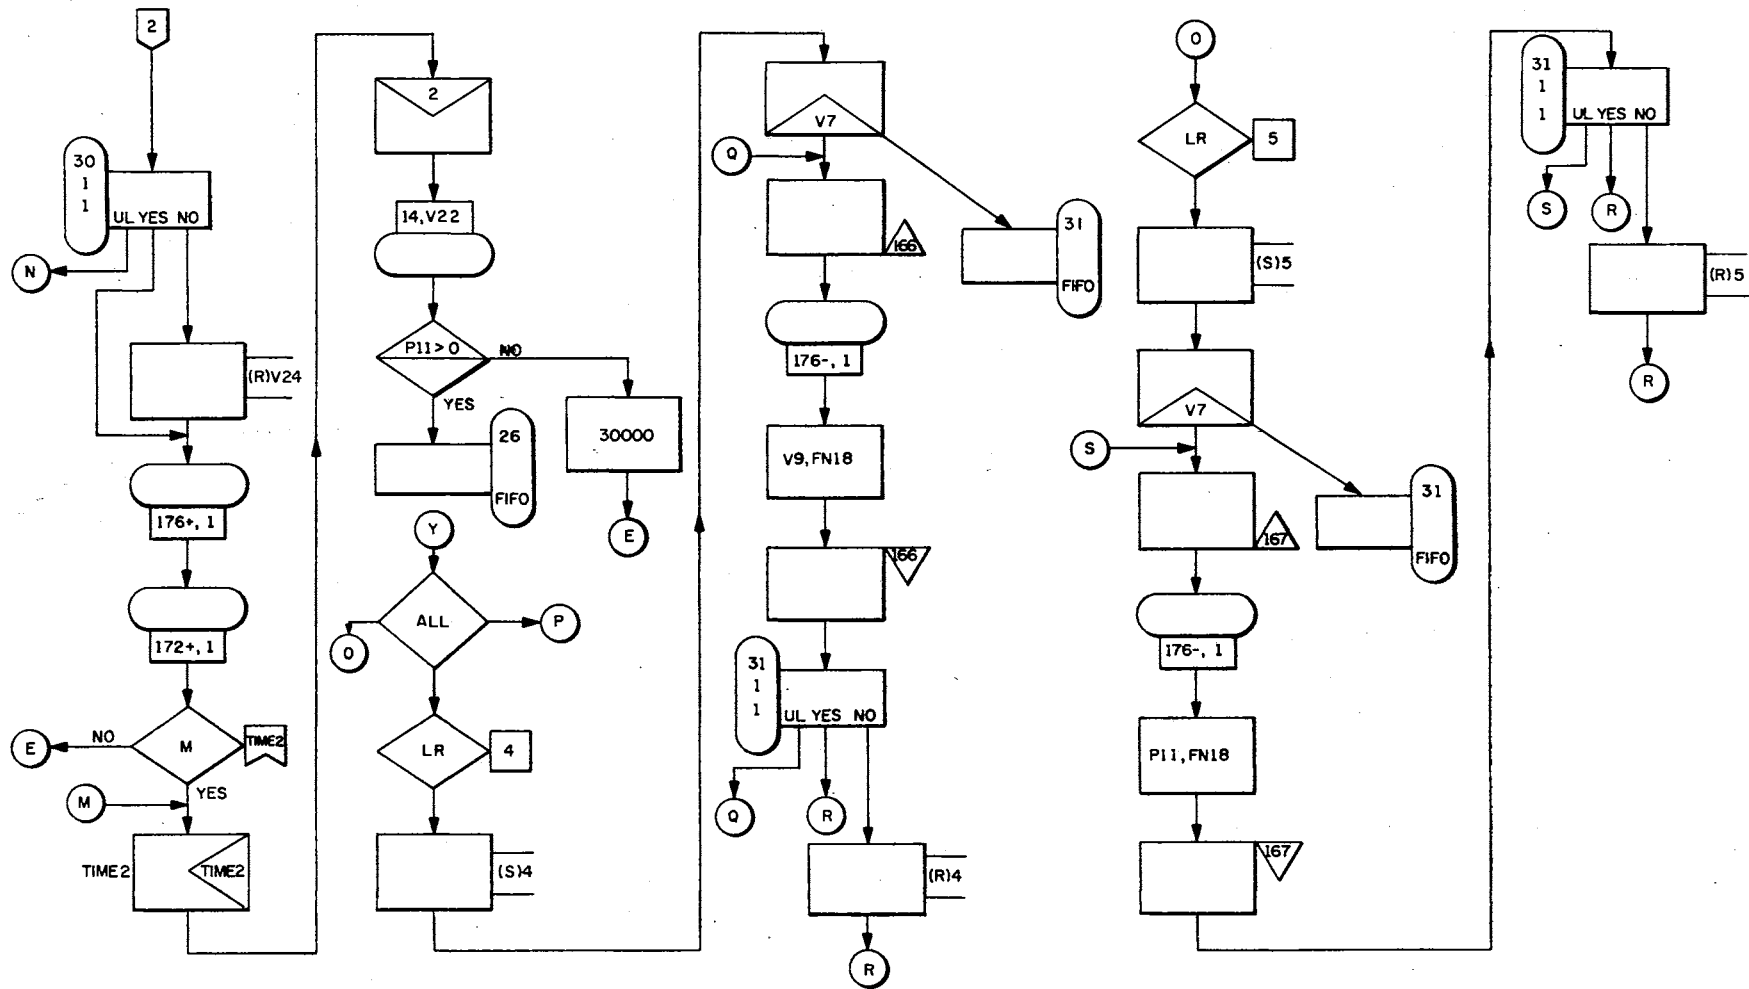 2
30
1
1
UL YES NO
N
(R)V24
176+, 1
172+, 1
M
TIME2
NO
E
YES
M
TIME2
TIME2
2
14,V22
P11>0
NO
YES
26
FIFO
30000
E
Y
ALL
O
P
LR
4
(S)4
V7
Q
166
31
FIFO
176-, 1
V9,FN18
166
31
1
1
UL YES NO
Q
R
(R)4
R
O
LR
5
(S)5
V7
S
167
31
FIFO
176-, 1
P11,FN18
167
31
1
1
UL YES NO
S
R
(R)5
R